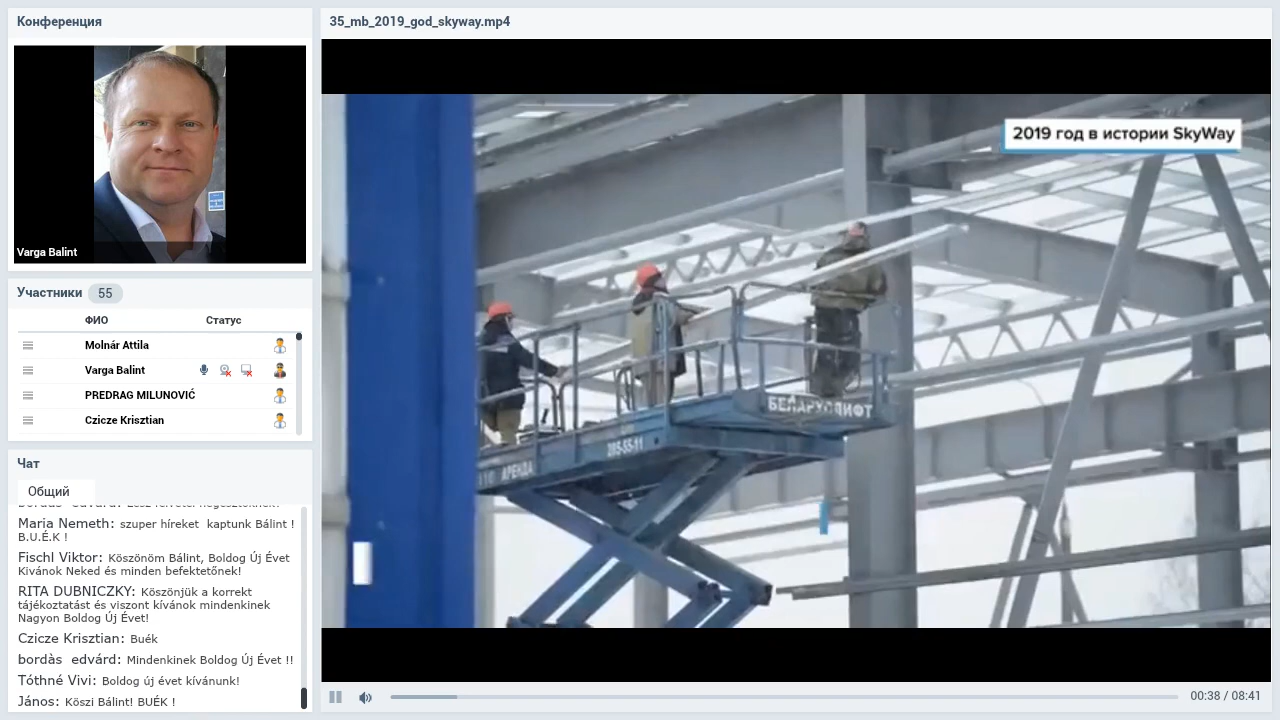 Конференция
Varga Balint
Участники 55
ФИО Статус
Molnár Attila
Varga Balint
PREDRAG MILUNOVIĆ
Czicze Krisztian
Чат
Общий
Maria Nemeth: szuper híreket kaptunk Bálint !
B.U.É.K !
Fischl Viktor: Köszönöm Bálint, Boldog Új Évet
Kivánok Neked és minden befektetőnek!
RITA DUBNICZKY: Köszönjük a korrekt
tájékoztatást és viszont kívánok mindenkinek
Nagyon Boldog Új Évet!
Czicze Krisztian: Buék
bordàs edvárd: Mindenkinek Boldog Új Évet !!
Tóthné Vivi: Boldog új évet kívánunk!
János: Köszi Bálint! BUÉK !
35_mb_2019_god_skyway.mp4
2019 год в истории SkyWay
БЕЛАРУСЛИФТ
285-55-11
АРЕНДА
00:38 / 08:41